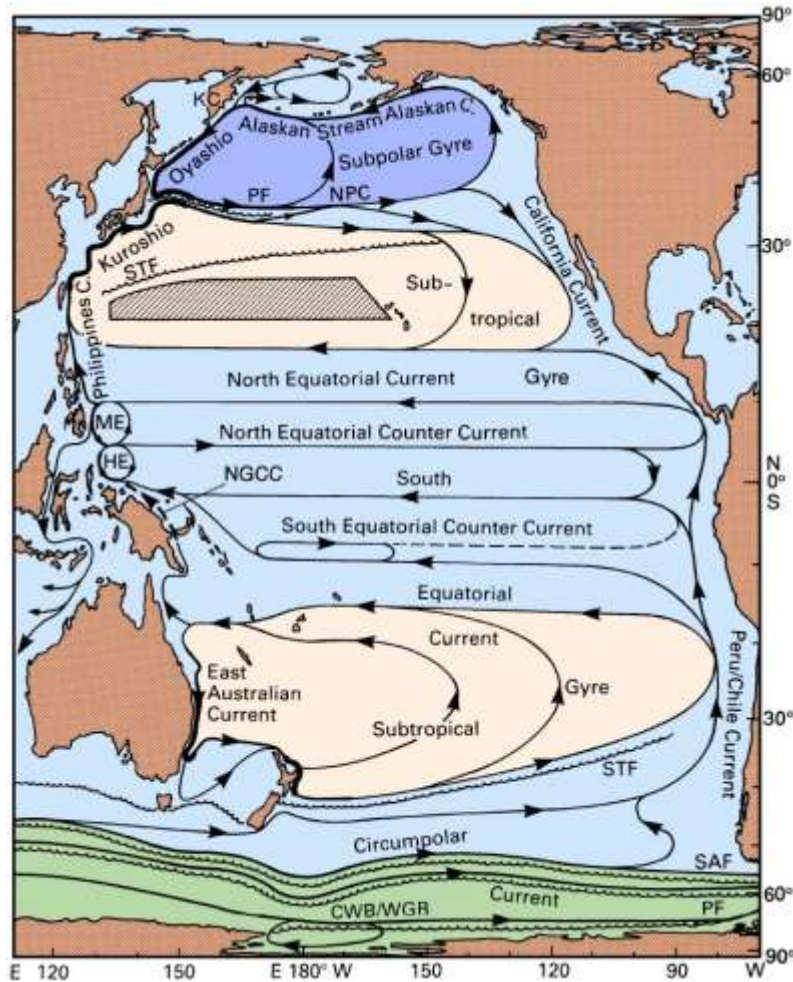 90°
60°
KC
Alaskan Stream Alaskan C.
Oyashio
Subpolar Gyre
PF
NPC
California Current
30°
Kuroshio
STF
Philippines C.
Sub-
tropical
North Equatorial Current
Gyre
ME
North Equatorial Counter Current
HE
N
0°
S
NGCC
South
South Equatorial Counter Current
Equatorial
Current
East
Australian
Current
Gyre
Subtropical
Peru/Chile Current
30°
STF
Circumpolar
SAF
Current
60°
CWB/WGR
PF
90°
E 120 150 E 180° W 150 120 90 W